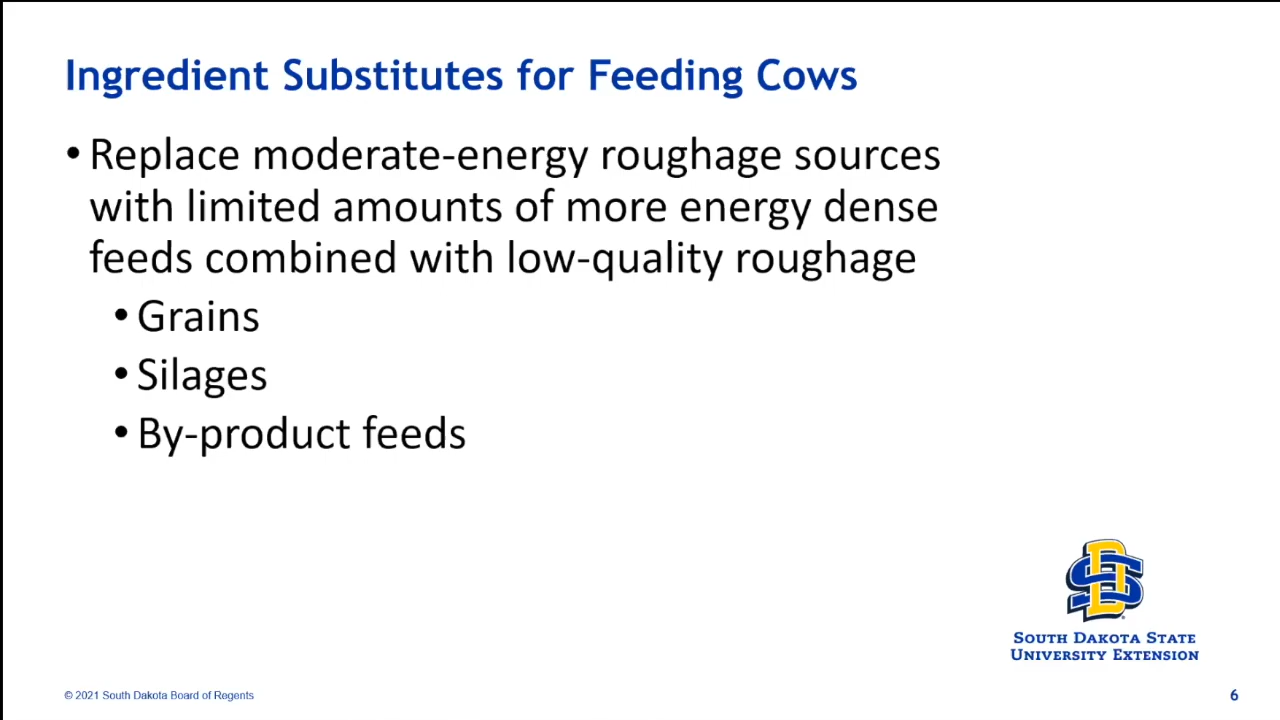 Ingredient Substitutes for Feeding Cows
• Replace moderate-energy roughage sources
with limited amounts of more energy dense
feeds combined with low-quality roughage
• Grains
• Silages
• By-product feeds
SD
SOUTH DAKOTA STATE
UNIVERSITY EXTENSION
© 2021 South Dakota Board of Regents
6